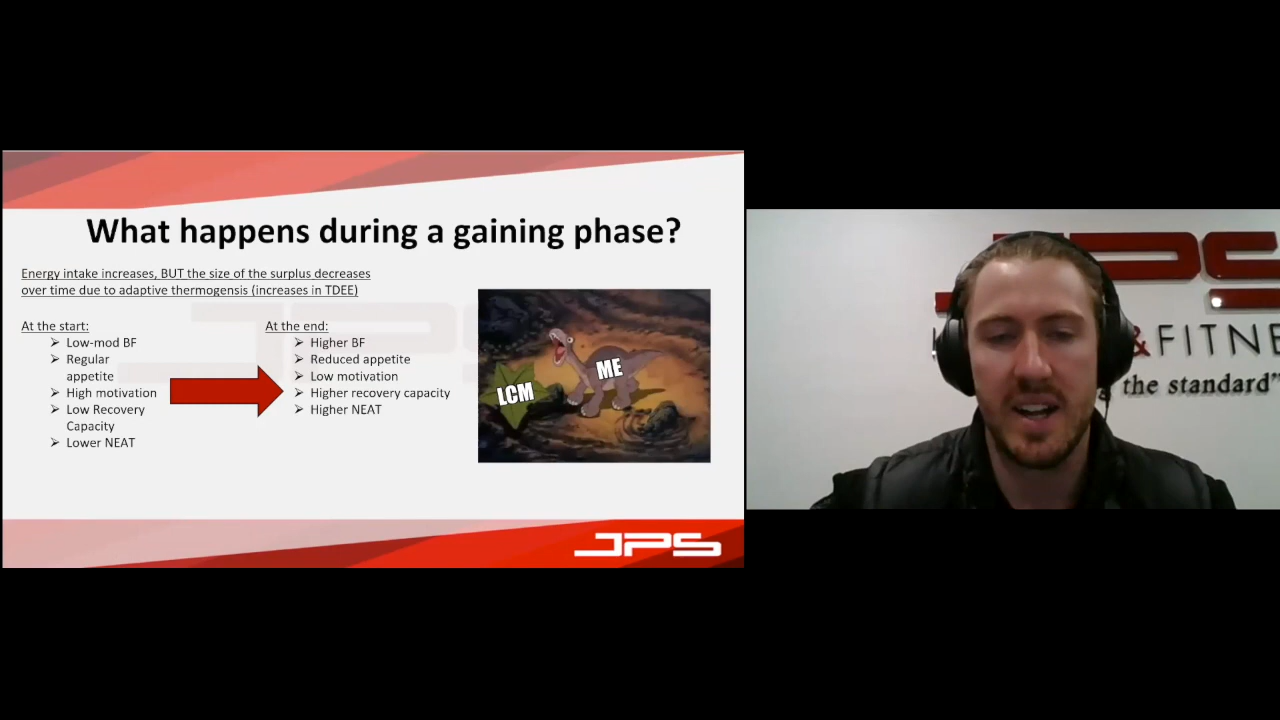 What happens during a gaining phase?
Energy intake increases, BUT the size of the surplus decreases
over time due to adaptive thermogensis (increases in TDEE)
At the start:
➢ Low-mod BF
➢ Regular
appetite
➢ High motivation
➢ Low Recovery
Capacity
➢ Lower NEAT
At the end:
➢ Higher BF
➢ Reduced appetite
➢ Low motivation
➢ Higher recovery capacity
➢ Higher NEAT
LCM
ME
JPS
JPS
JPS
&FITNE
the standard"